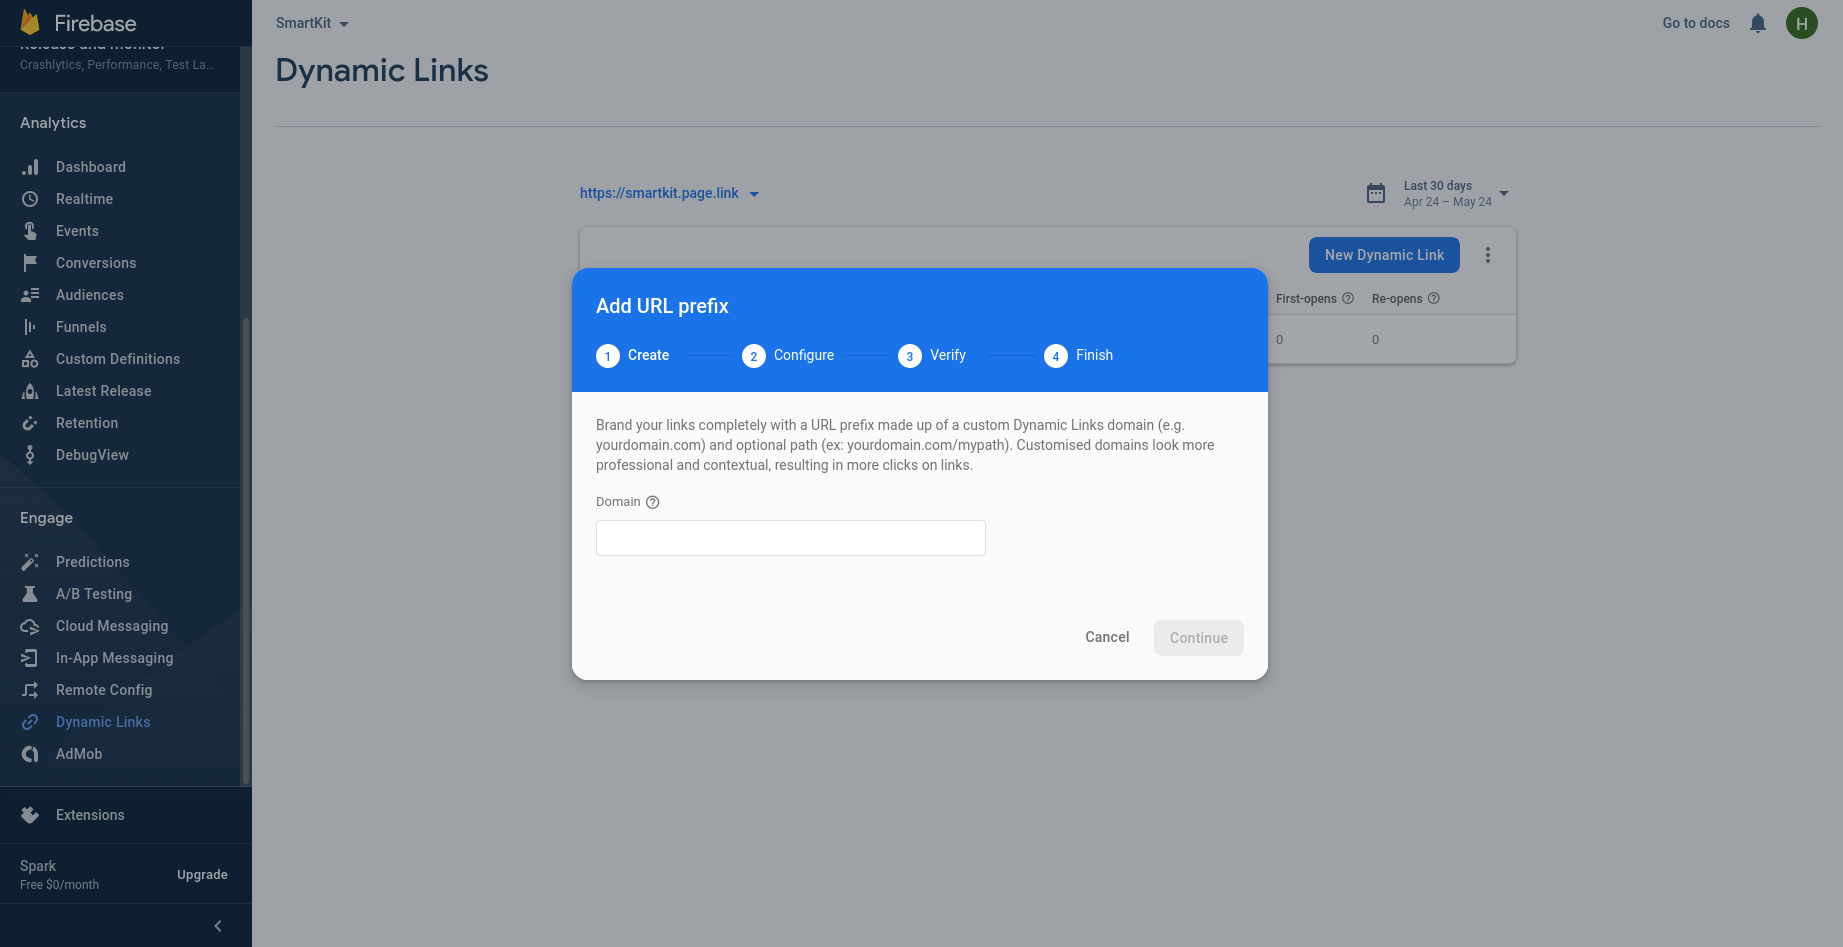 Firebase
Release and monitor
Crashlytics, Performance, Test La...
Analytics
Dashboard
Realtime
Events
Conversions
Audiences
Funnels
Custom Definitions
Latest Release
Retention
DebugView
Engage
Predictions
A/B Testing
Cloud Messaging
In-App Messaging
Remote Config
Dynamic Links
AdMob
Extensions
Spark
Free $0/month
Upgrade
SmartKit
Go to docs
H
Dynamic Links
https://smartkit.page.link
Last 30 days
Apr 24 – May 24
New Dynamic Link
First-opens
Re-opens
0 0
Add URL prefix
1 Create 2 Configure 3 Verify 4 Finish
Brand your links completely with a URL prefix made up of a custom Dynamic Links domain (e.g.
yourdomain.com) and optional path (ex: yourdomain.com/mypath). Customised domains look more
professional and contextual, resulting in more clicks on links.
Domain
Cancel
Continue